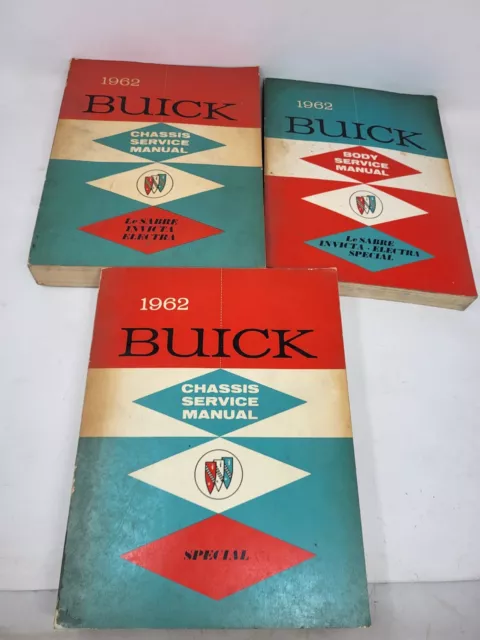 1962
BUICK
CHASSIS
SERVICE
MANUAL
LeSABRE
INVICTA
ELECTRA
1962
BUICK
BODY
SERVICE
MANUAL
LeSABRE
INVICTA - ELECTRA
SPECIAL
1962
BUICK
CHASSIS
SERVICE
MANUAL
SPECIAL